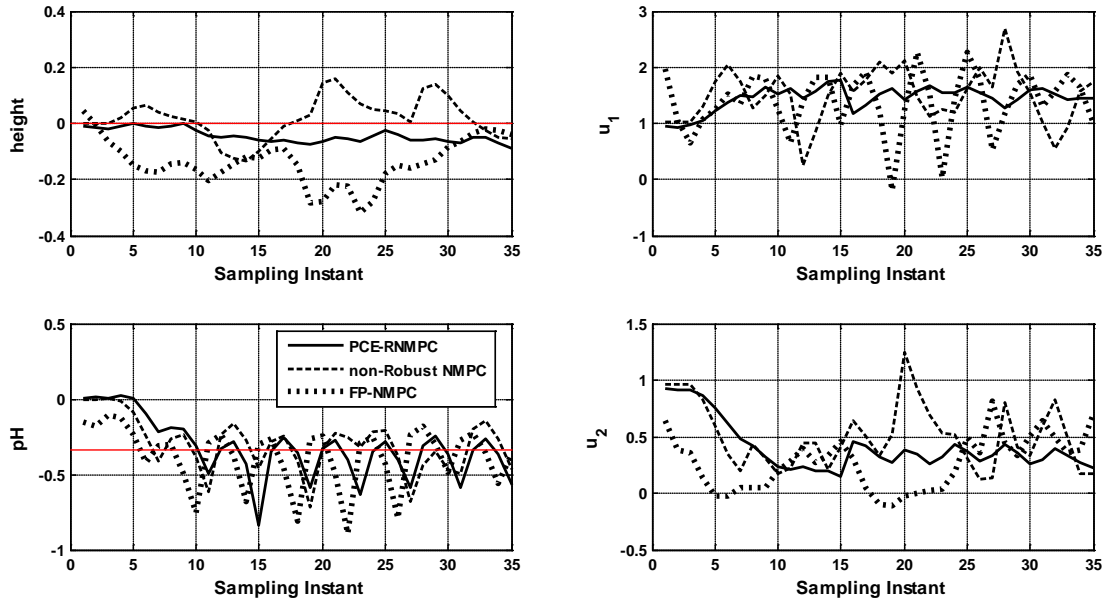 0.4
0.2
0
-0.2
-0.4
height
0 5 10 15 20 25 30 35
Sampling Instant
3
2
1
0
-1
u1
0 5 10 15 20 25 30 35
Sampling Instant
0.5
0
-0.5
-1
pH
PCE-RNMPC
non-Robust NMPC
FP-NMPC
0 5 10 15 20 25 30 35
Sampling Instant
1.5
1
0.5
0
-0.5
u2
0 5 10 15 20 25 30 35
Sampling Instant